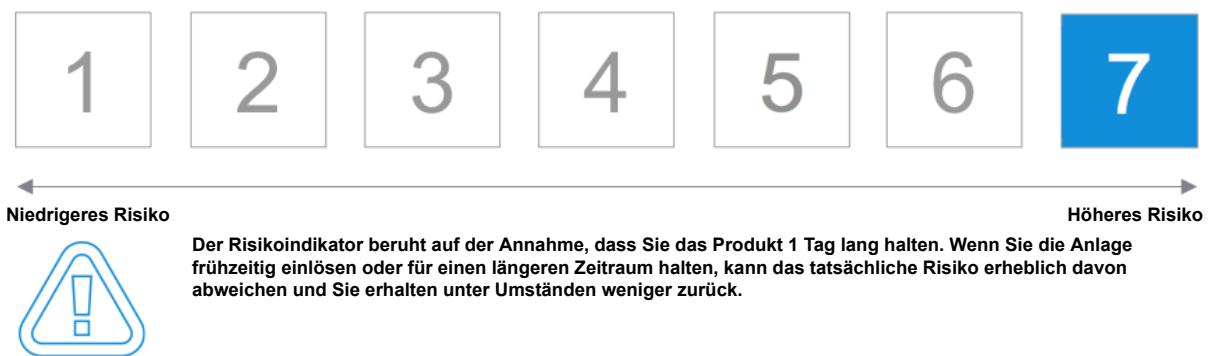 1 2 3 4 5 6 7
Niedrigeres Risiko Höheres Risiko
Der Risikoindikator beruht auf der Annahme, dass Sie das Produkt 1 Tag lang halten. Wenn Sie die Anlage
frühzeitig einlösen oder für einen längeren Zeitraum halten, kann das tatsächliche Risiko erheblich davon
abweichen und Sie erhalten unter Umständen weniger zurück.